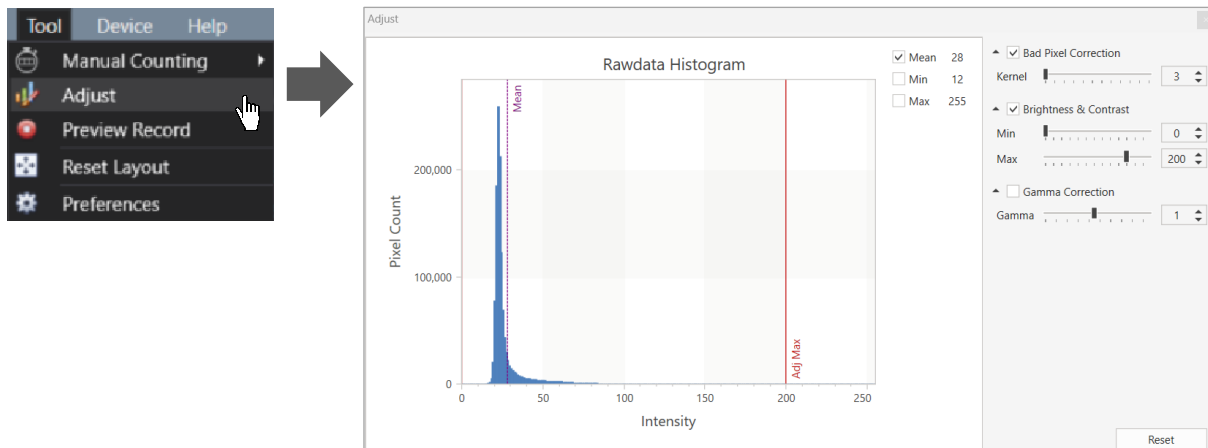 Tool Device Help
Manual Counting
Adjust
Preview Record
Reset Layout
Preferences
Adjust
Rawdata Histogram
Mean
Adj Max
Pixel Count
200,000
100,000
0
0 50 100 150 200 250
Intensity
Mean 28
Min 12
Max 255
Bad Pixel Correction
Kernel 3
Brightness & Contrast
Min 0
Max 200
Gamma Correction
Gamma 1
Reset